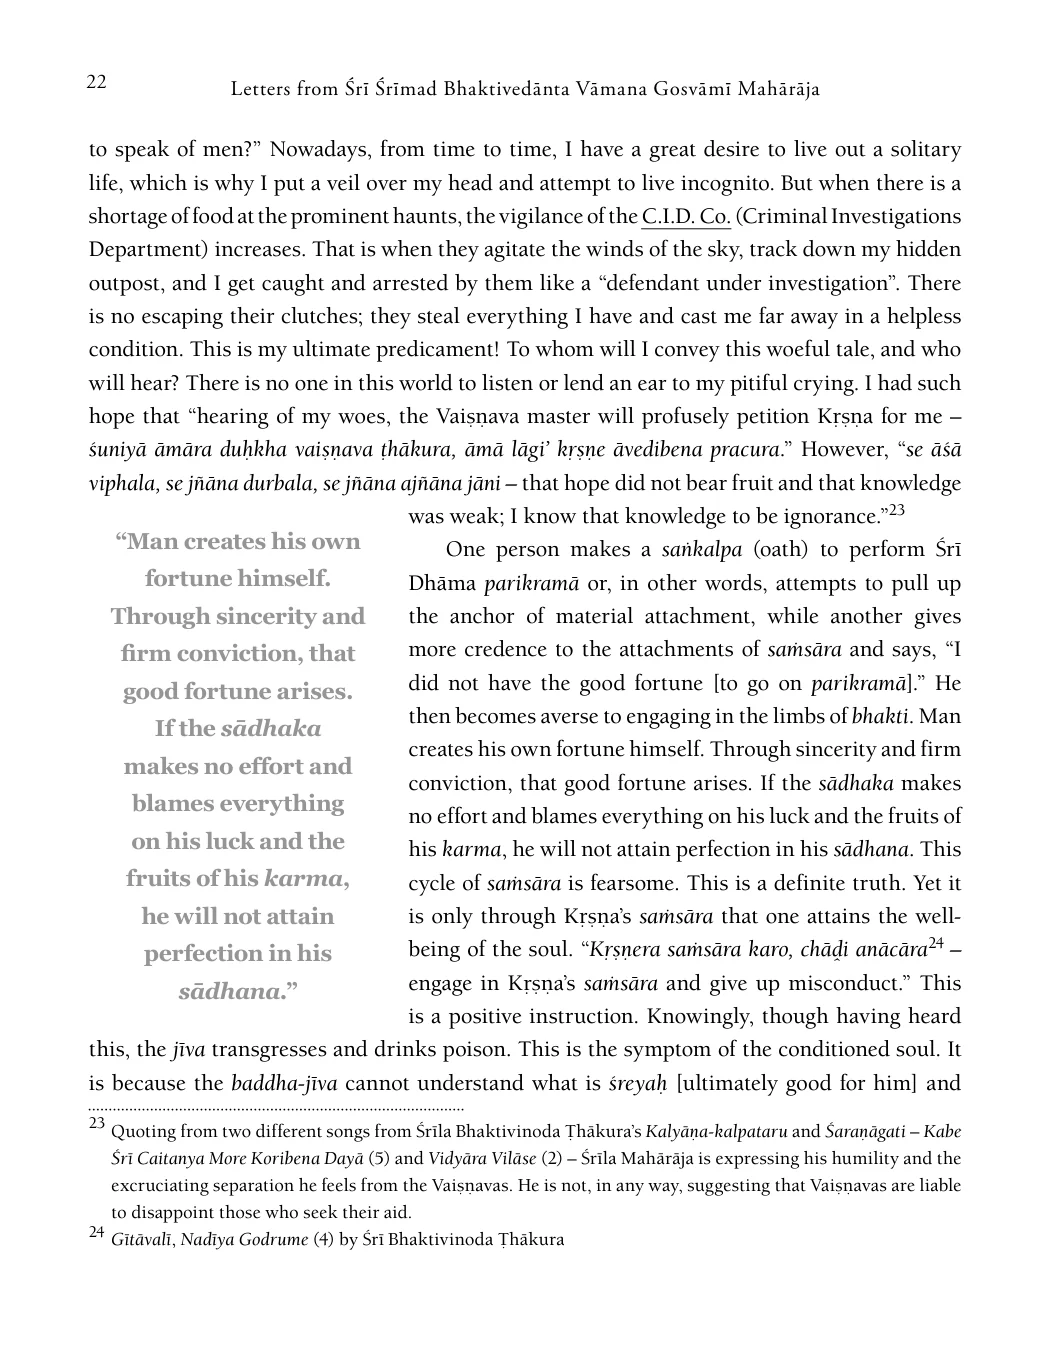 22
Letters from Śrī Śrīmad Bhaktivedānta Vāmana Gosvāmī Mahārāja
to speak of men?” Nowadays, from time to time, I have a great desire to live out a solitary
life, which is why I put a veil over my head and attempt to live incognito. But when there is a
shortage of food at the prominent haunts, the vigilance of the C.I.D. Co. (Criminal Investigations
Department) increases. That is when they agitate the winds of the sky, track down my hidden
outpost, and I get caught and arrested by them like a “defendant under investigation”. There
is no escaping their clutches; they steal everything I have and cast me far away in a helpless
condition. This is my ultimate predicament! To whom will I convey this woeful tale, and who
will hear? There is no one in this world to listen or lend an ear to my pitiful crying. I had such
hope that “hearing of my woes, the Vaiṣṇava master will profusely petition Kṛṣṇa for me –
śuniyā āmāra duḥkha vaiṣṇava ṭhākura, āmā lāgi’ kṛṣṇe āvedibena pracura.” However, “se āśā
viphala, se jñāna durbala, se jñāna ajñāna jāni – that hope did not bear fruit and that knowledge
was weak; I know that knowledge to be ignorance.”23
One person makes a saṅkalpa (oath) to perform Śrī
Dhāma parikramā or, in other words, attempts to pull up
the anchor of material attachment, while another gives
more credence to the attachments of saṁsāra and says, “I
did not have the good fortune [to go on parikramā].” He
then becomes averse to engaging in the limbs of bhakti. Man
creates his own fortune himself. Through sincerity and firm
conviction, that good fortune arises. If the sādhaka makes
no effort and blames everything on his luck and the fruits of
his karma, he will not attain perfection in his sādhana. This
cycle of saṁsāra is fearsome. This is a definite truth. Yet it
is only through Kṛṣṇa’s saṁsāra that one attains the well-
being of the soul. “Kṛṣṇera saṁsāra karo, chāḍi anācāra24 –
engage in Kṛṣṇa’s saṁsāra and give up misconduct.” This
is a positive instruction. Knowingly, though having heard
“Man creates his own
fortune himself.
Through sincerity and
firm conviction, that
good fortune arises.
If the sādhaka
makes no effort and
blames everything
on his luck and the
fruits of his karma,
he will not attain
perfection in his
sādhana.”
this, the jīva transgresses and drinks poison. This is the symptom of the conditioned soul. It
is because the baddha-jīva cannot understand what is śreyaḥ [ultimately good for him] and
23 Quoting from two different songs from Śrīla Bhaktivinoda Ṭhākura’s Kalyāṇa-kalpataru and Śaraṇāgati – Kabe
Śrī Caitanya More Koribena Dayā (5) and Vidyāra Vilāse (2) – Śrīla Mahārāja is expressing his humility and the
excruciating separation he feels from the Vaiṣṇavas. He is not, in any way, suggesting that Vaiṣṇavas are liable
to disappoint those who seek their aid.
24 Gītāvalī, Nadīya Godrume (4) by Śrī Bhaktivinoda Ṭhākura